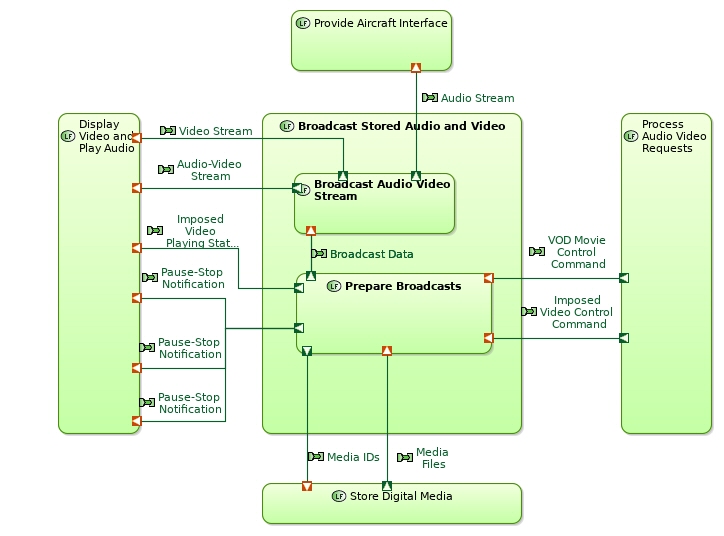 LF Provide Aircraft Interface
Audio Stream
LF Display
Video and
Play Audio
Video Stream
LF Broadcast Stored Audio and Video
LF Process
Audio Video
Requests
Audio-Video
Stream
LF Broadcast Audio Video
Stream
Imposed
Video
Playing Stat...
Broadcast Data
VOD Movie
Control
Command
Pause-Stop
Notification
LF Prepare Broadcasts
Imposed
Video Control
Command
Pause-Stop
Notification
Pause-Stop
Notification
Media IDs
Media
Files
LF Store Digital Media